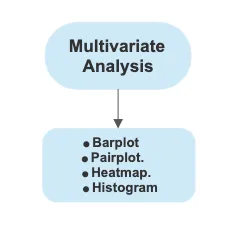 Multivariate
Analysis
● Barplot
● Pairplot.
● Heatmap.
● Histogram